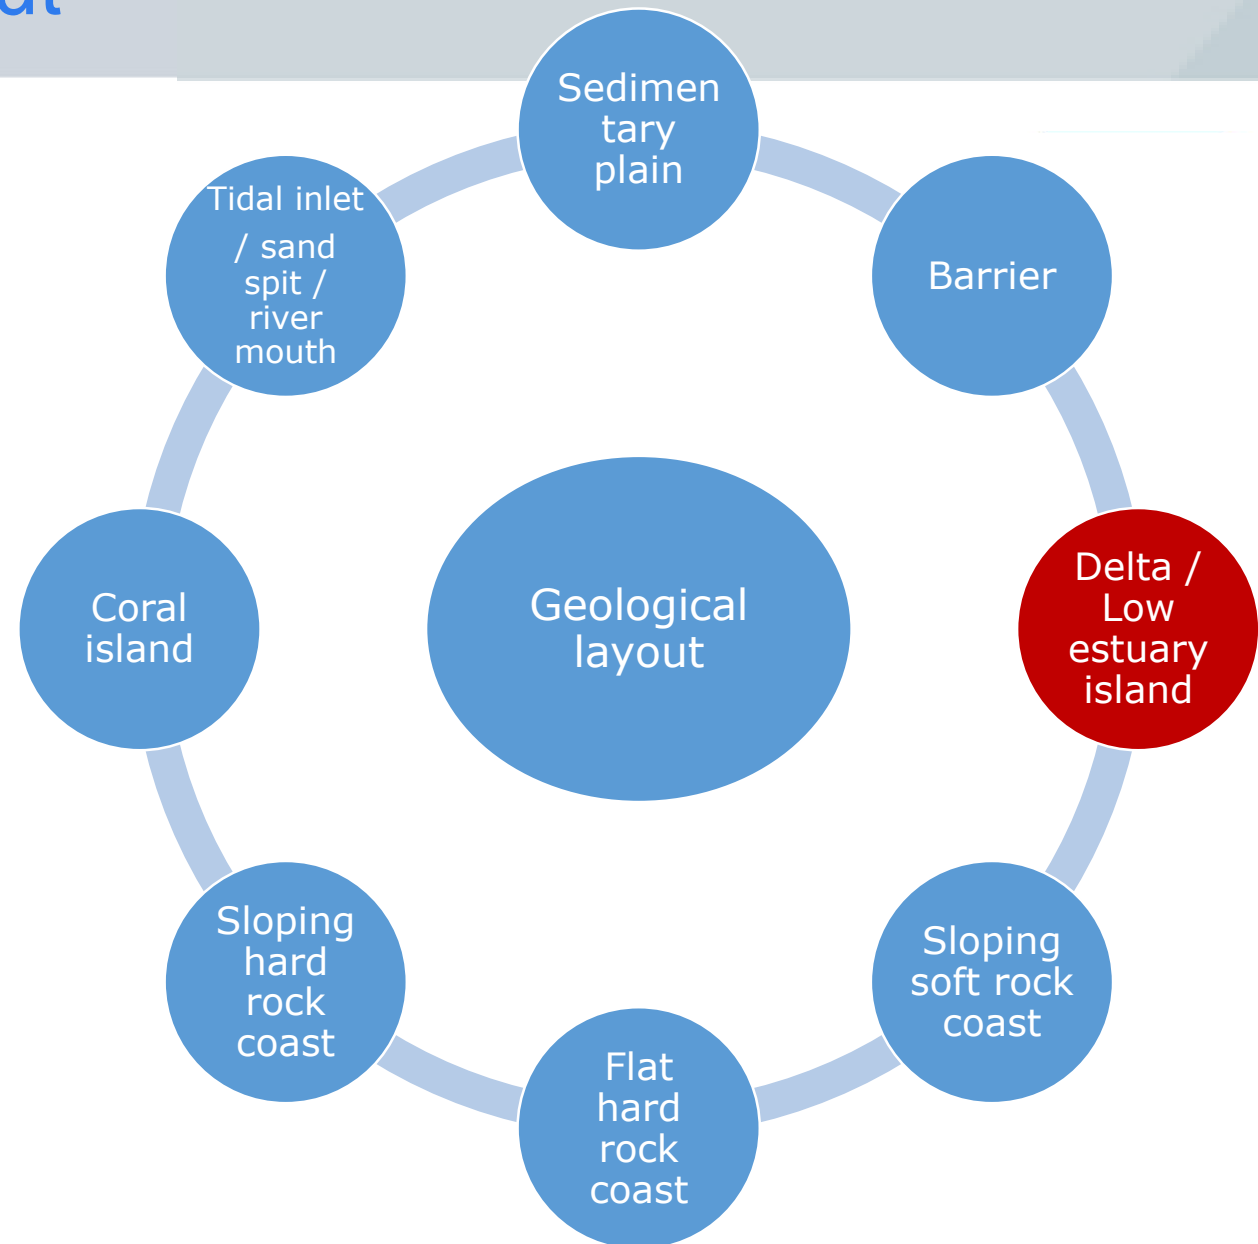 Sedimen
tary
plain
Barrier
Delta /
Low
estuary
island
Sloping
soft rock
coast
Flat
hard
rock
coast
Sloping
hard
rock
coast
Coral
island
Tidal inlet
/ sand
spit /
river
mouth
Geological
layout